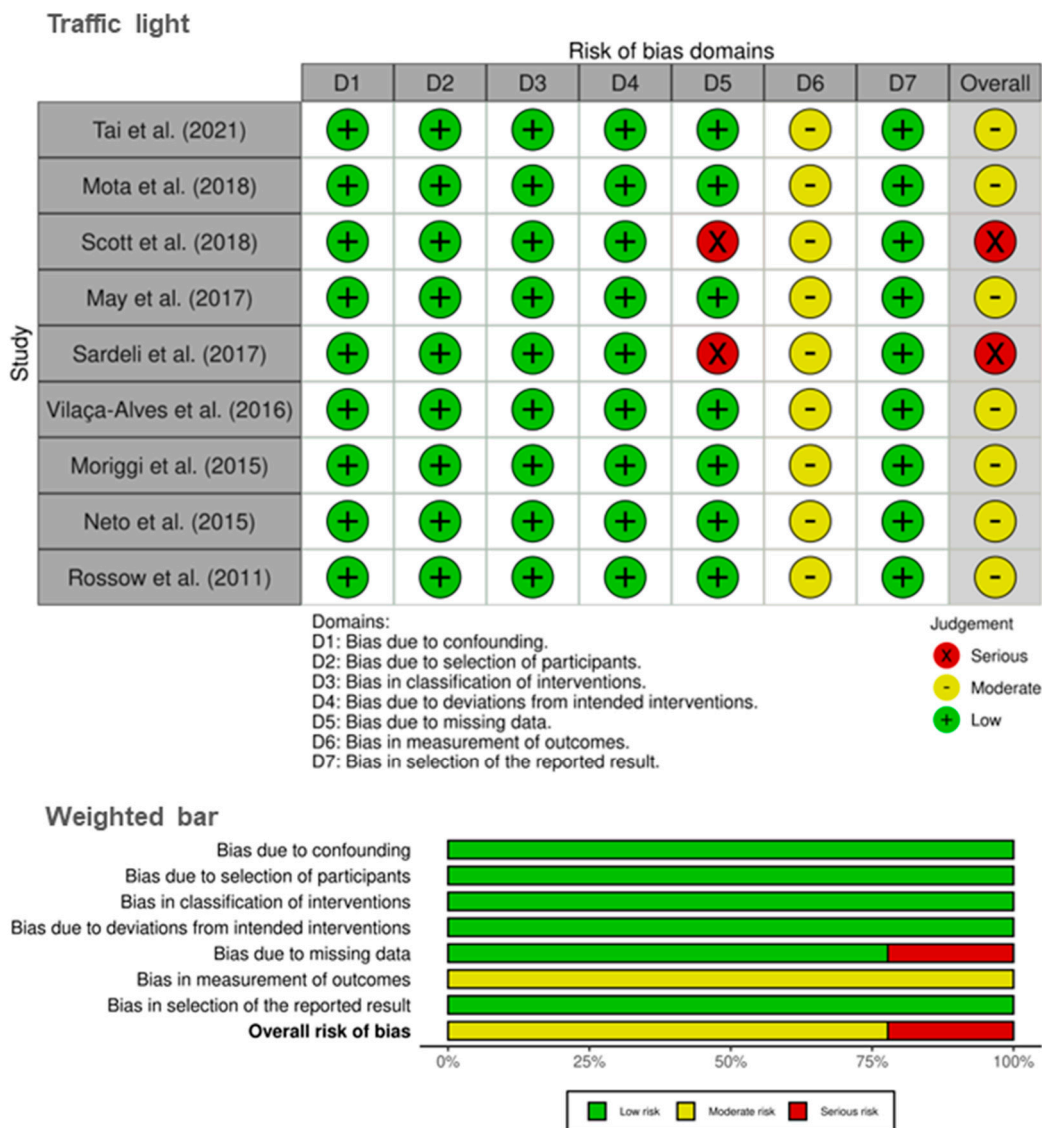 Traffic light
Risk of bias domains
D1 D2 D3 D4 D5 D6 D7 Overall
Study
Tai et al. (2021) + + + + + - + -
Mota et al. (2018) + + + + + - + -
Scott et al. (2018) + + + + X - + X
May et al. (2017) + + + + + - + -
Sardeli et al. (2017) + + + + X - + X
Vilaça-Alves et al. (2016) + + + + + - + -
Moriggi et al. (2015) + + + + + - + -
Neto et al. (2015) + + + + + - + -
Rossow et al. (2011) + + + + + - + -
Domains:
D1: Bias due to confounding.
D2: Bias due to selection of participants.
D3: Bias in classification of interventions.
D4: Bias due to deviations from intended interventions.
D5: Bias due to missing data.
D6: Bias in measurement of outcomes.
D7: Bias in selection of the reported result.
Judgement
X Serious
- Moderate
+ Low
Weighted bar
Bias due to confounding
Bias due to selection of participants
Bias in classification of interventions
Bias due to deviations from intended interventions
Bias due to missing data
Bias in measurement of outcomes
Bias in selection of the reported result
Overall risk of bias
0% 25% 50% 75% 100%
Low risk Moderate risk Serious risk